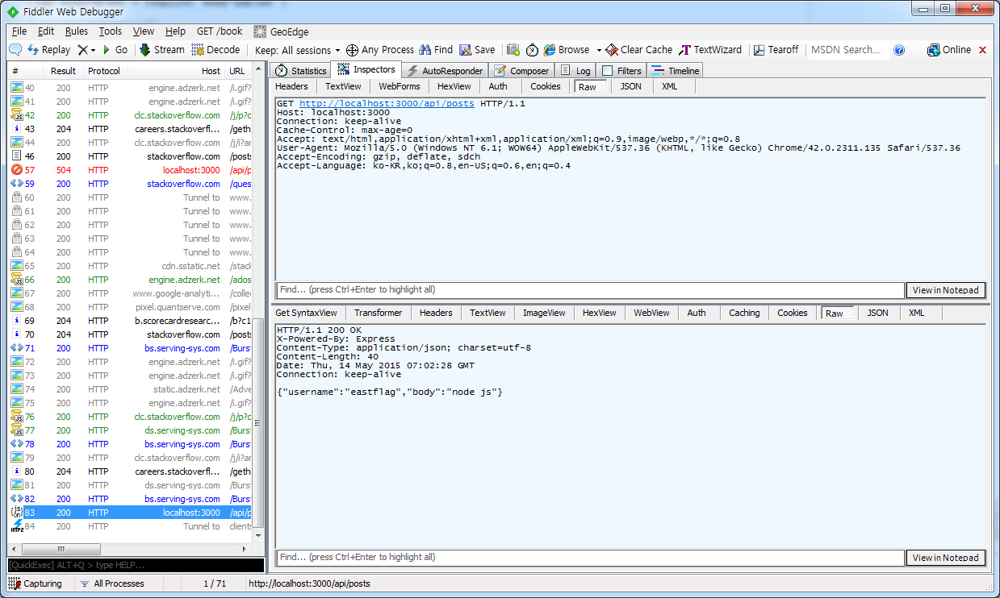 Fiddler Web Debugger
File Edit Rules Tools View Help GET /book GeoEdge
Replay Go Stream Decode Keep: All sessions Any Process Find Save Browse Clear Cache TextWizard Tearoff MSDN Search... Online
# Result Protocol Host URL
40 200 HTTP engine.adzerk.net /i.gif?
41 200 HTTP engine.adzerk.net /i.gif?
42 200 HTTP clc.stackoverflow.com /j/p?d
43 204 HTTP careers.stackoverfl... /geth
44 200 HTTP clc.stackoverflow.com /j/i?ar
46 200 HTTP stackoverflow.com /posts
57 504 HTTP localhost:3000 /api/p
59 200 HTTP stackoverflow.com /ques
60 200 HTTP Tunnel to www.
61 200 HTTP Tunnel to www.
62 200 HTTP Tunnel to www.
63 200 HTTP Tunnel to www.
64 200 HTTP Tunnel to www.
65 200 HTTP cdn.sstatic.net /stack
66 200 HTTP engine.adzerk.net /ados
67 200 HTTP www.google-analyti... /collec
68 200 HTTP pixel.quantserve.com /pixel
69 200 HTTP b.scorecardresearc... /b?c1
70 200 HTTP stackoverflow.com /posts
71 200 HTTP bs.serving-sys.com /Burst
72 200 HTTP engine.adzerk.net /i.gif?
73 200 HTTP engine.adzerk.net /i.gif?
74 200 HTTP static.adzerk.net /Adve
75 200 HTTP engine.adzerk.net /i.gif?
76 200 HTTP clc.stackoverflow.com /j/p?d
77 200 HTTP ds.serving-sys.com /Burst
78 200 HTTP bs.serving-sys.com /Burst
79 200 HTTP clc.stackoverflow.com /j/i?ar
80 204 HTTP careers.stackoverfl... /geth
81 200 HTTP ds.serving-sys.com /Burst
82 200 HTTP bs.serving-sys.com /Burst
83 200 HTTP localhost:3000 /api/p
84 200 HTTP Tunnel to client
[QuickExec] ALT+Q > type HELP...
Statistics Inspectors AutoResponder Composer Log Filters Timeline
Headers TextView WebForms HexView Auth Cookies Raw JSON XML
GET http://localhost:3000/api/posts HTTP/1.1
Host: localhost:3000
Connection: keep-alive
Cache-Control: max-age=0
Accept: text/html,application/xhtml+xml,application/xml;q=0.9,image/webp,*/*;q=0.8
User-Agent: Mozilla/5.0 (Windows NT 6.1; WOW64) AppleWebKit/537.36 (KHTML, like Gecko) Chrome/42.0.2311.135 Safari/537.36
Accept-Encoding: gzip, deflate, sdch
Accept-Language: ko-KR,ko;q=0.8,en-US;q=0.6,en;q=0.4
Find... (press Ctrl+Enter to highlight all) View in Notepad
Get SyntaxView Transformer Headers TextView ImageView HexView WebView Auth Caching Cookies Raw JSON XML
HTTP/1.1 200 OK
X-Powered-By: Express
Content-Type: application/json; charset=utf-8
Content-Length: 40
Date: Thu, 14 May 2015 07:02:28 GMT
Connection: keep-alive
{"username":"eastflag","body":"node js"}
Find... (press Ctrl+Enter to highlight all) View in Notepad
Capturing All Processes 1 / 71 http://localhost:3000/api/posts